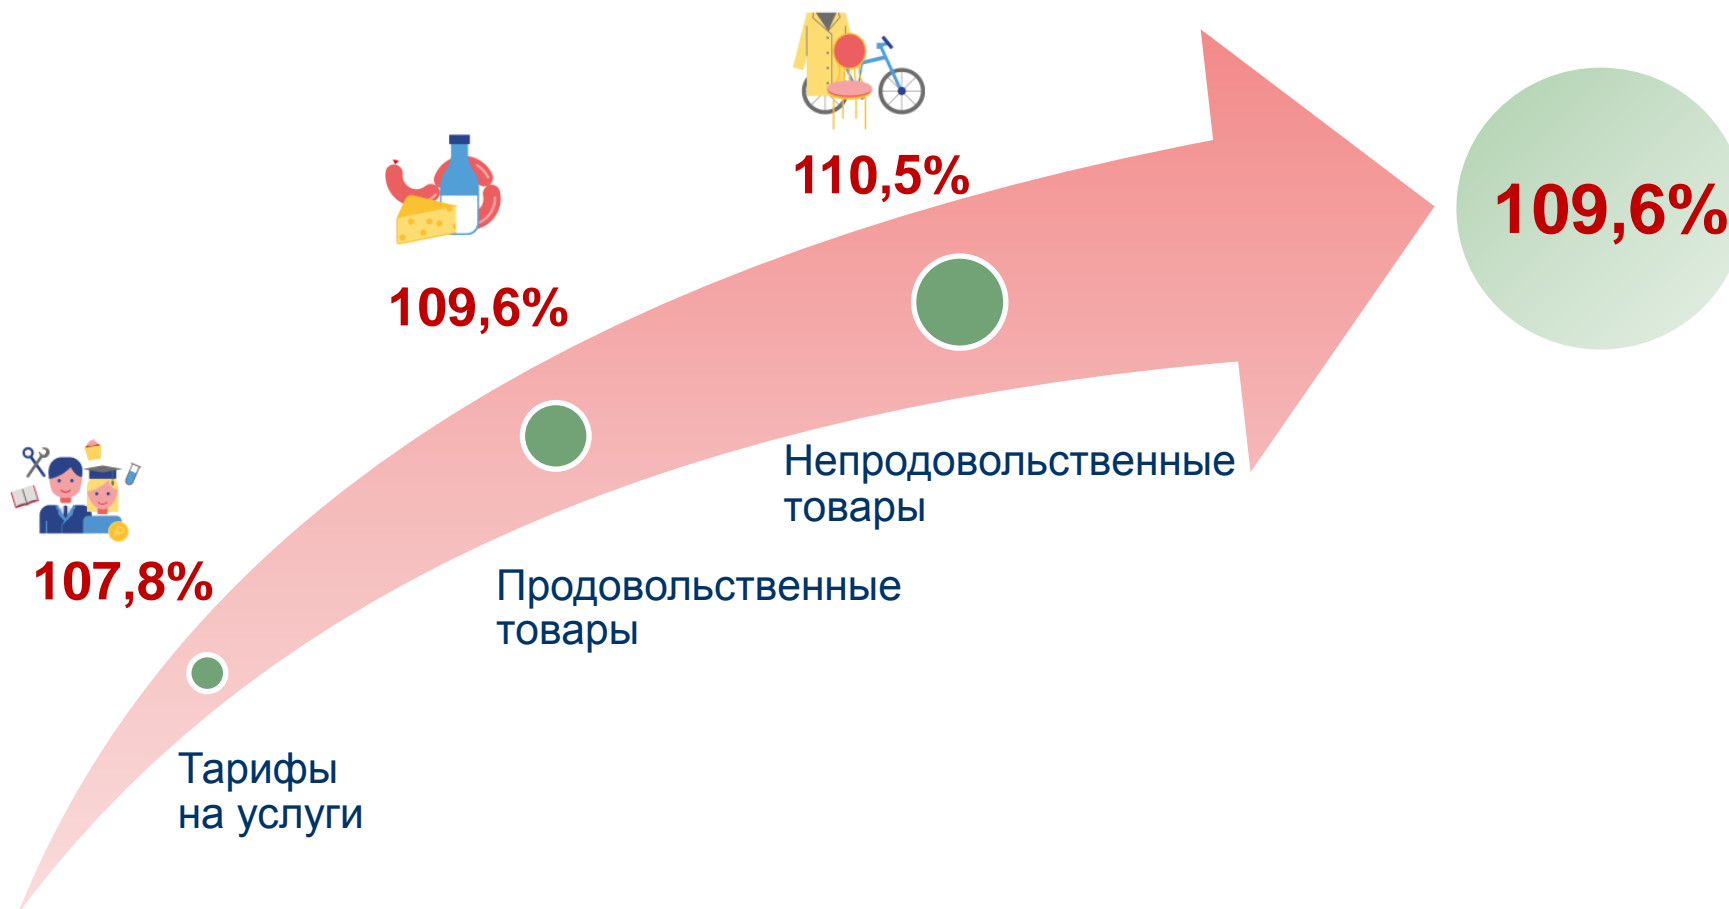 110,5%
109,6%
109,6%
107,8%
Непродовольственные
товары
Продовольственные
товары
Тарифы
на услуги